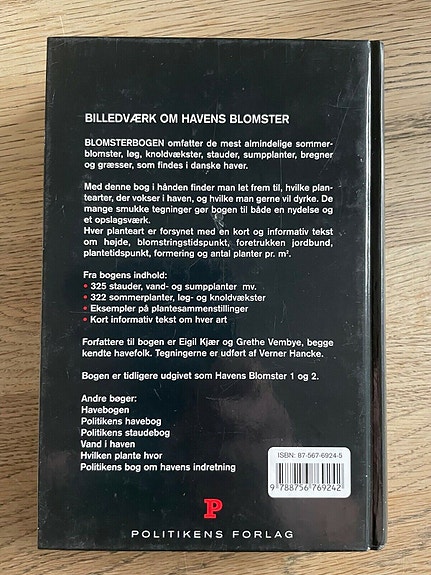 BILLEDVÆRK OM HAVENS BLOMSTER
BLOMSTERBOGEN omfatter de mest almindelige sommer-
blomster, løg, knoldvækster, stauder, sumpplanter, bregner
og græsser, som findes i danske haver.
Med denne bog i hånden finder man let frem til, hvilke plan-
tearter, der vokser i haven, og hvilke man gerne vil dyrke. De
mange smukke tegninger gør bogen til både en nydelse og
et opslagsværk.
Hver planteart er forsynet med en kort og informativ tekst
om højde, blomstringstidspunkt, foretrukken jordbund,
plantetidspunkt, formering og antal planter pr. m².
Fra bogens indhold:
• 325 stauder, vand- og sumpplanter mv.
• 322 sommerplanter, løg- og knoldvækster
• Eksempler på plantesammenstillinger
• Kort informativ tekst om hver art
Forfattere til bogen er Eigil Kjær og Grethe Vembye, begge
kendte havefolk. Tegningerne er udført af Verner Hancke.
Bogen er tidligere udgivet som Havens Blomster 1 og 2.
Andre bøger:
Havebogen
Politikens havebog
Politikens staudebog
Vand i haven
Hvilken plante hvor
Politikens bog om havens indretning
ISBN: 87-567-6924-5
9 788756 769242
P
POLITIKENS FORLAG